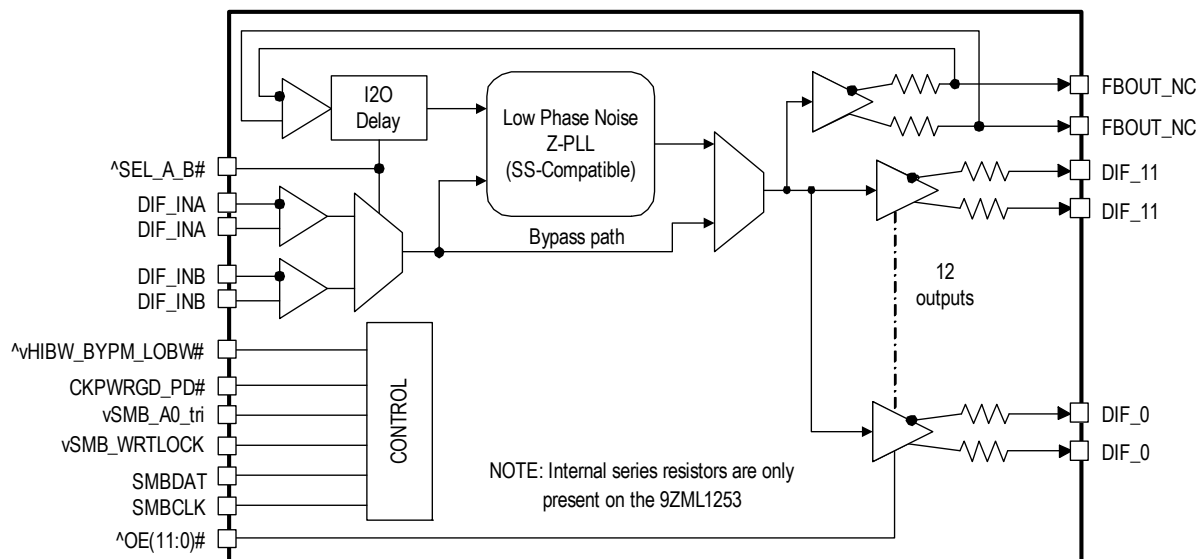 I2O
Delay
Low Phase Noise
Z-PLL
(SS-Compatible)
FBOUT_NC
FBOUT_NC
^SEL_A_B#
DIF_11
DIF_INA
DIF_11
DIF_INA
Bypass path
DIF_INB
DIF_INB
12
outputs
^vHIBW_BYPM_LOBW#
CKPWRGD_PD#
vSMB_A0_tri
vSMB_WRTLOCK
SMBDAT
SMBCLK
^OE(11:0)#
CONTROL
NOTE: Internal series resistors are only
present on the 9ZML1253
DIF_0
DIF_0